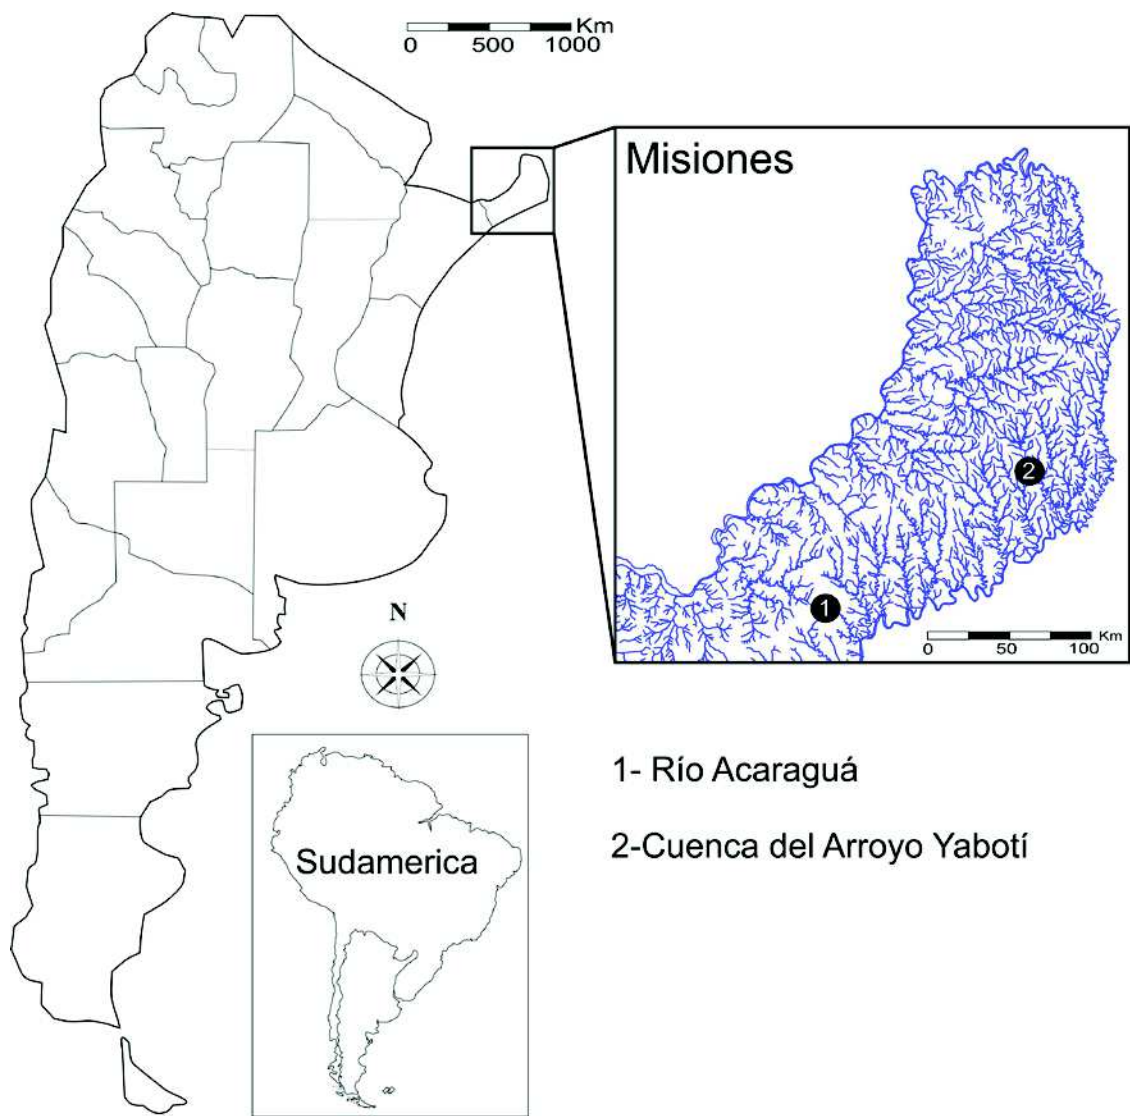 Km
0 500 1000
Misiones
2
1
Km
0 50 100
N
Sudamerica
1- Río Acaraguá
2-Cuenca del Arroyo Yabotí